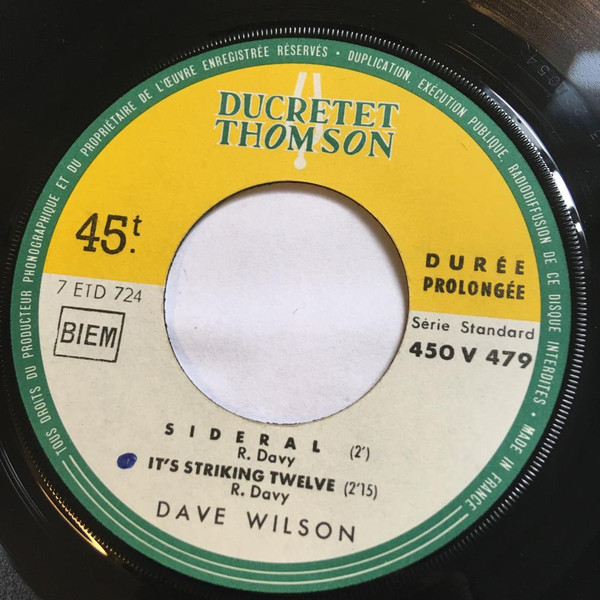 TOUS DROITS DU PRODUCTEUR PHONOGRAPHIQUE ET DU PROPRIÉTAIRE DE L'ŒUVRE ENREGISTRÉE RÉSERVÉS • DUPLICATION, EXÉCUTION PUBLIQUE, RADIODIFFUSION DE CE DISQUE INTERDITES • MADE IN FRANCE
DUCRETET
THOMSON
45t.
DURÉE
PROLONGÉE
7 ETD 724
BIEM
Série Standard
450 V 479
SIDERAL (2')
R. Davy
IT'S STRIKING TWELVE (2'15)
R. Davy
DAVE WILSON